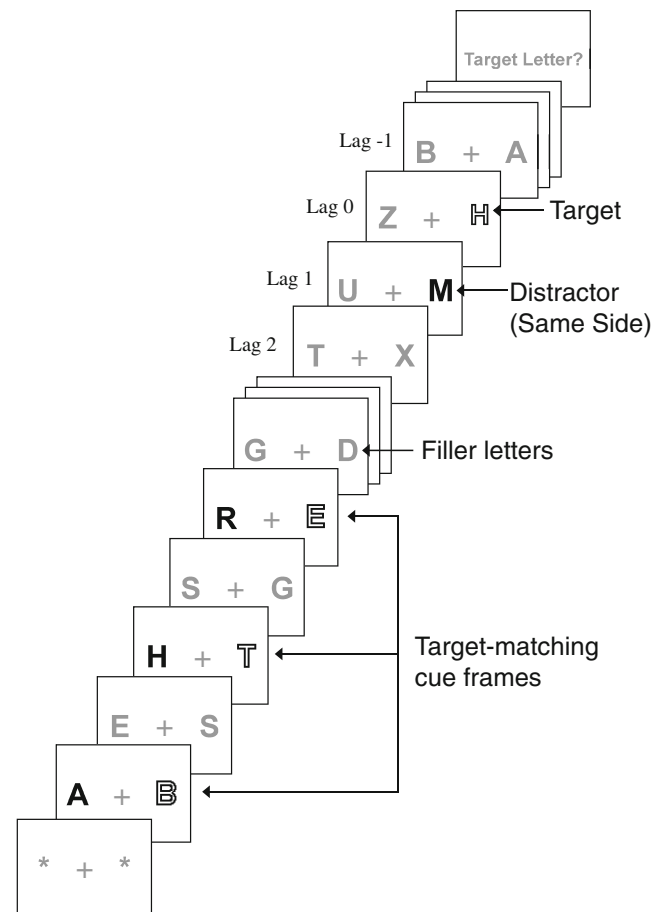 Target Letter?
Lag -1
B + A
Lag 0
Z + H
Target
Lag 1
U + M
Distractor
(Same Side)
Lag 2
T + X
G + D
Filler letters
R + E
S + G
H + T
Target-matching
cue frames
E + S
A + B
* + *